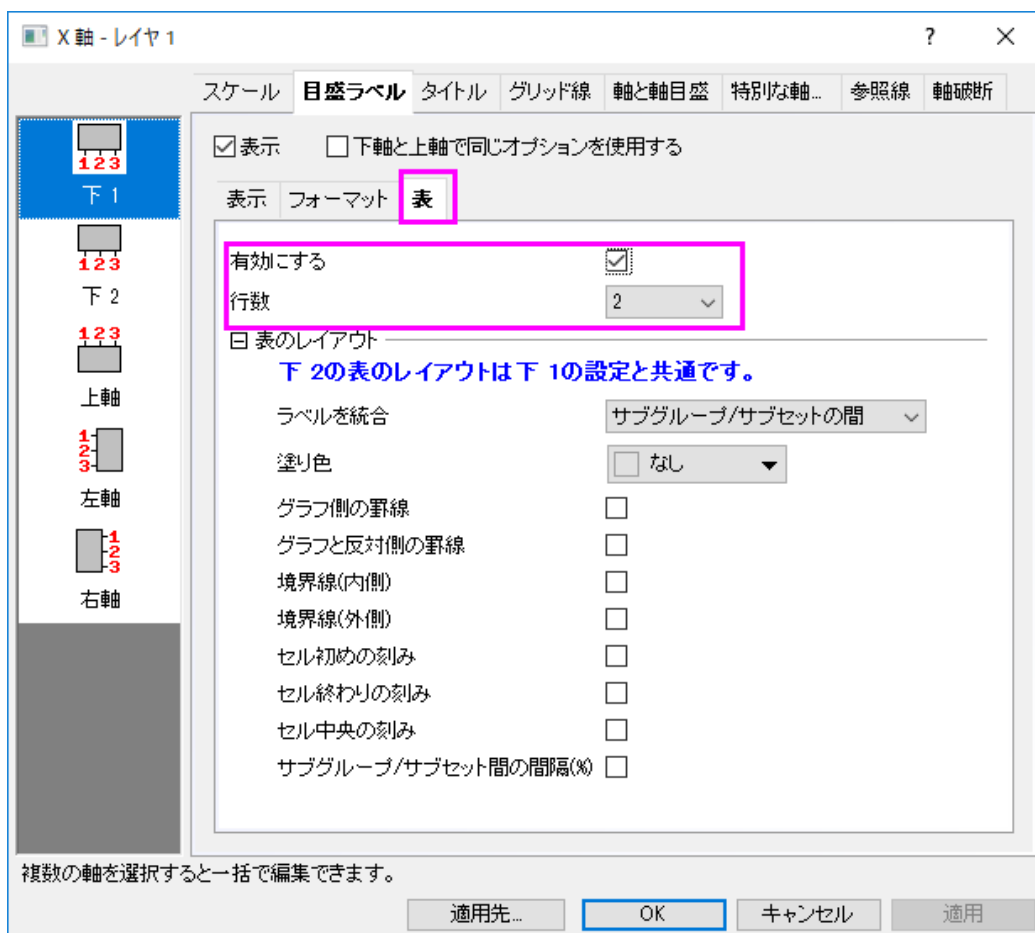 X 軸 - レイヤ 1
?
スケール 目盛ラベル タイトル グリッド線 軸と軸目盛 特別な軸... 参照線 軸破断
123
下 1
123
下 2
123
上軸
1
2
3
左軸
1
2
3
右軸
表示 下軸と上軸で同じオプションを使用する
表示 フォーマット 表
有効にする
行数 2
表のレイアウト
下 2の表のレイアウトは下 1の設定と共通です。
ラベルを統合 サブグループ/サブセットの間
塗り色 なし
グラフ側の罫線
グラフと反対側の罫線
境界線(内側)
境界線(外側)
セル初めの刻み
セル終わりの刻み
セル中央の刻み
サブグループ/サブセット間の間隔(%)
複数の軸を選択すると一括で編集できます。
適用先... OK キャンセル 適用